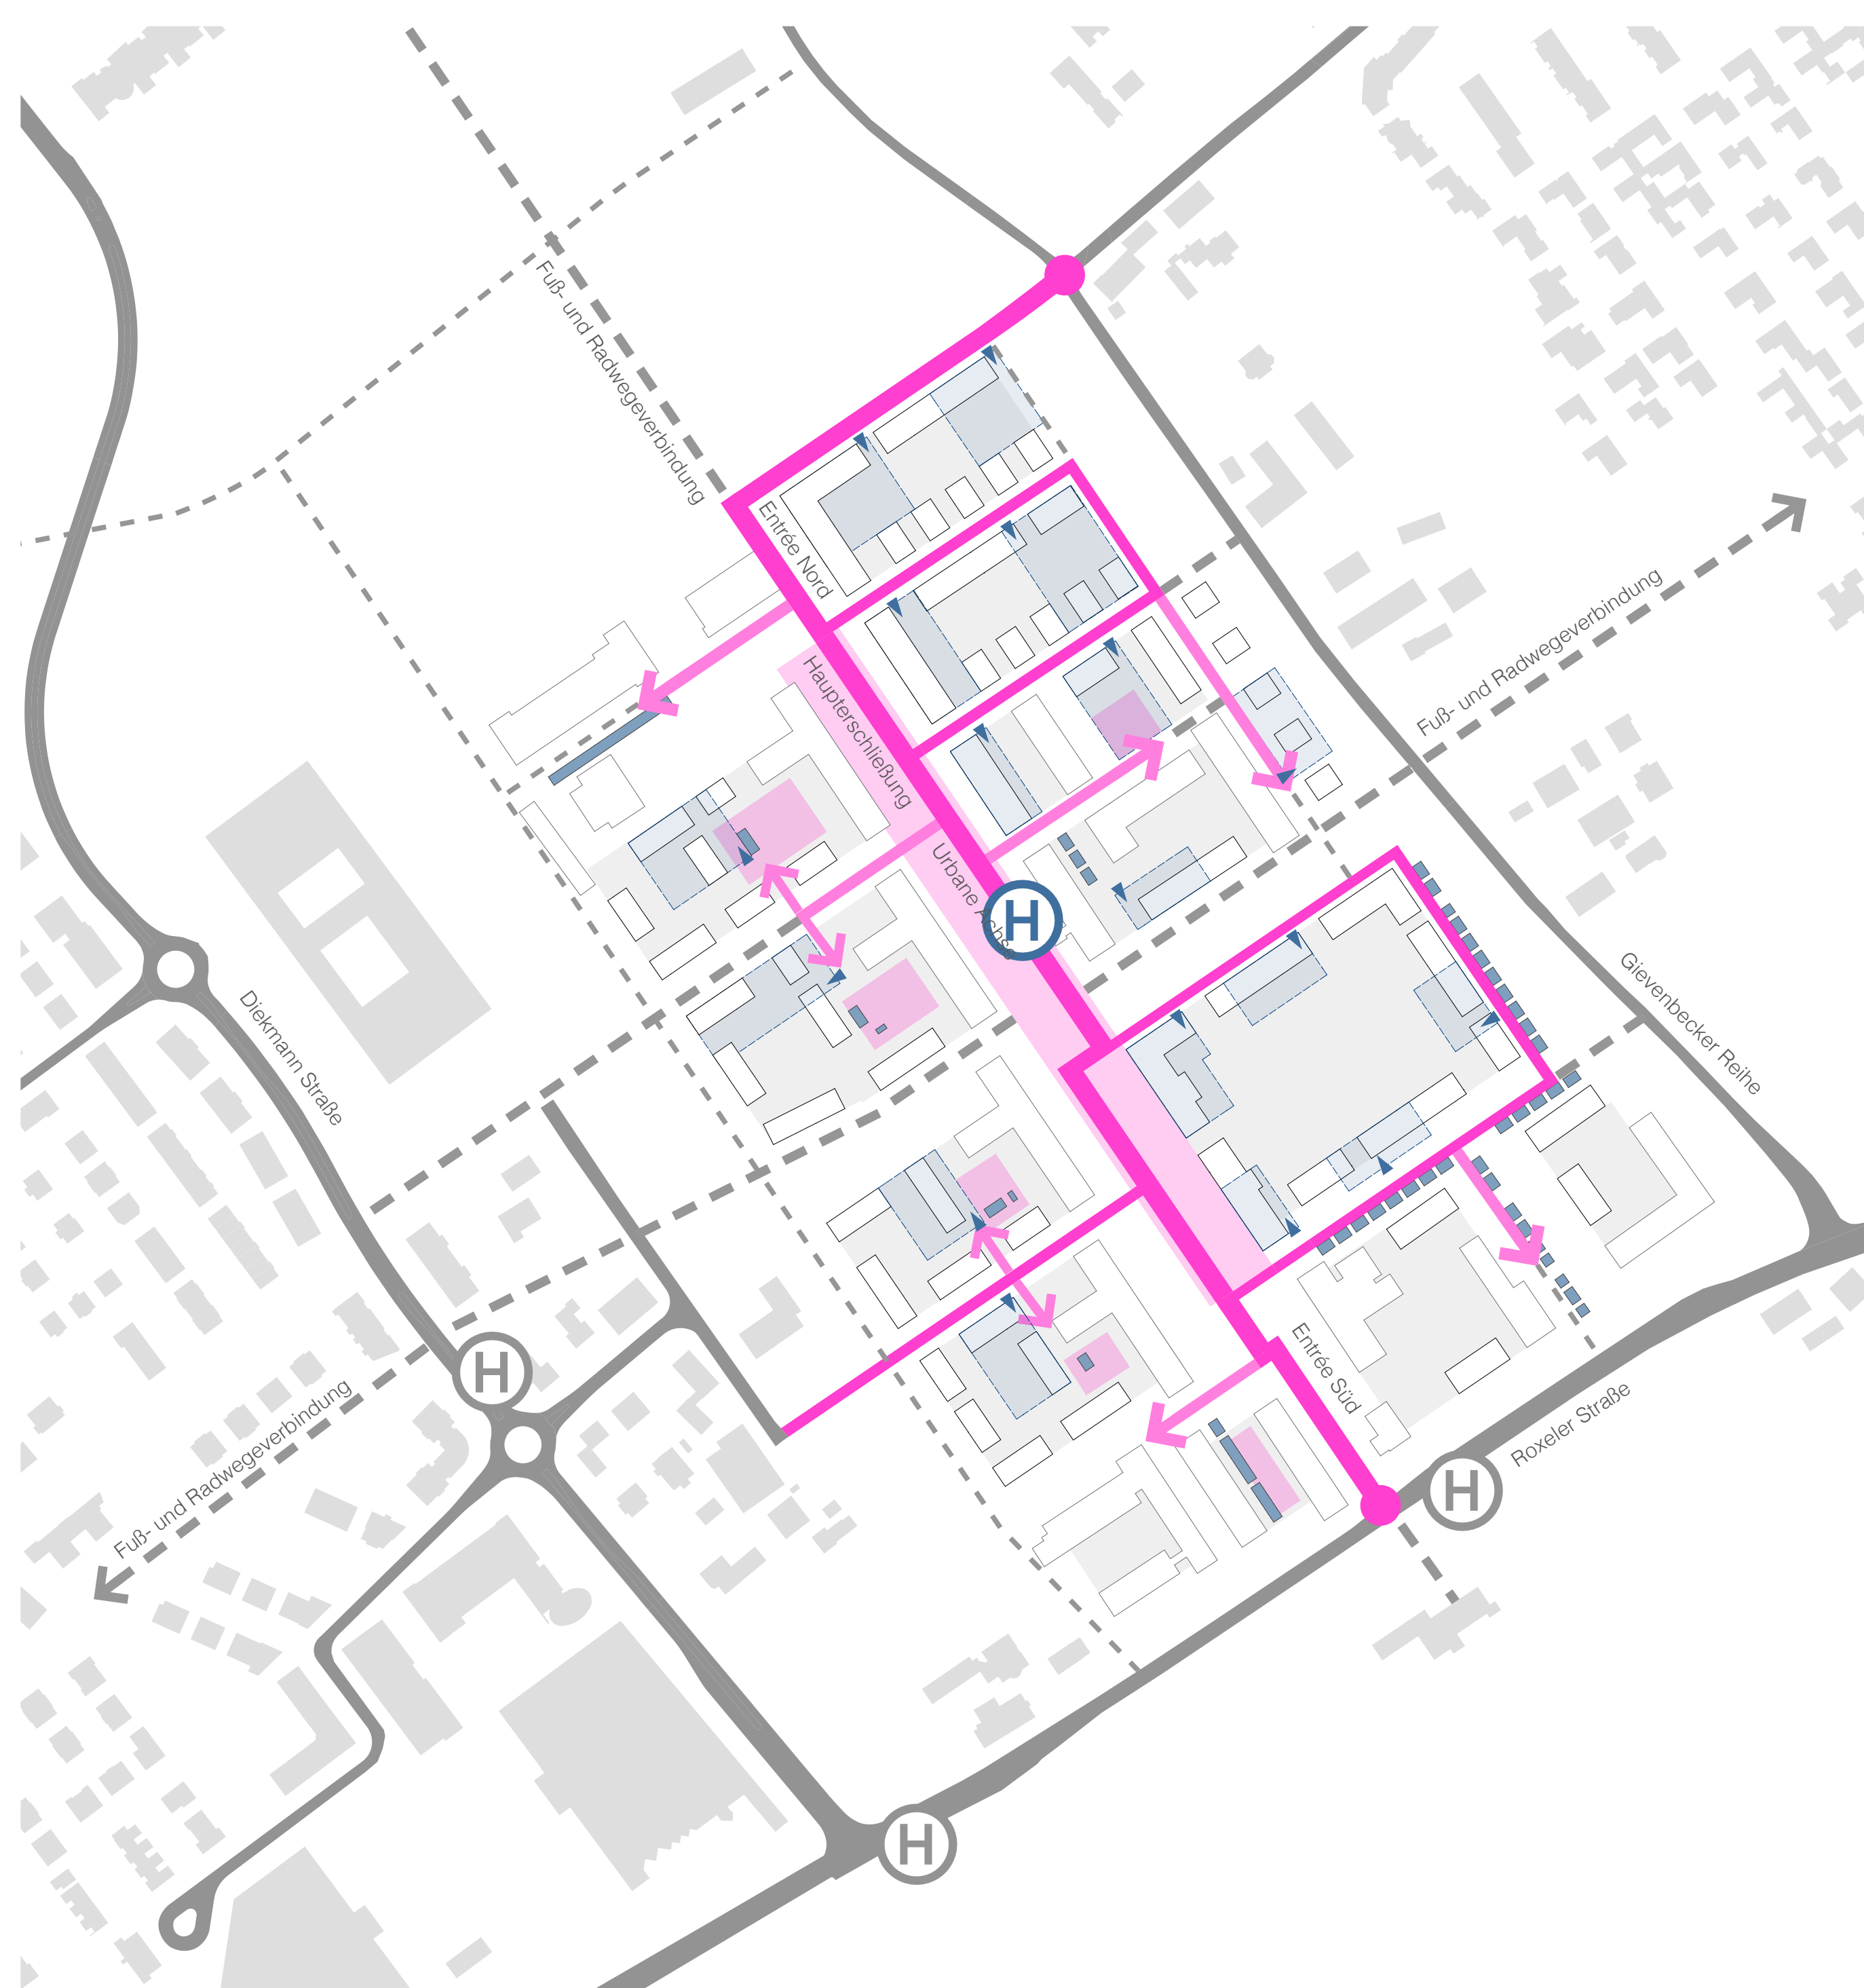 Fuß- und Radwegeverbindung
Entrée Nord
Haupterschließung
Fuß- und Radwegeverbindung
Urbane Achse
H
Diekmann Straße
Gievenbecker Reihe
H
Entrée Süd
Fuß- und Radwegeverbindung
Roxeler Straße
H
H